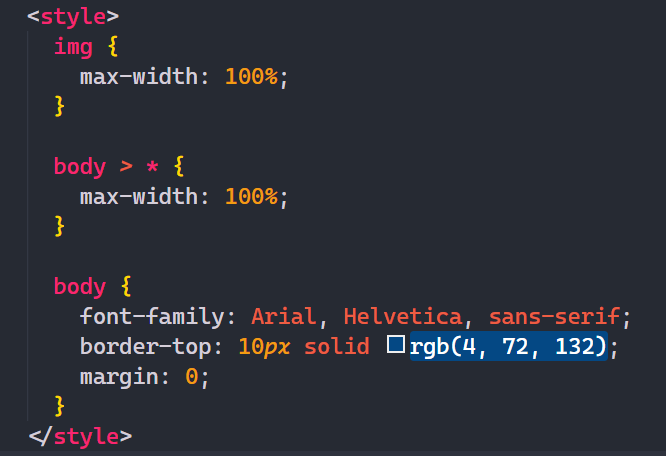 <style>
img {
max-width: 100%;
}
body > * {
max-width: 100%;
}
body {
font-family: Arial, Helvetica, sans-serif;
border-top: 10px solid rgb(4, 72, 132);
margin: 0;
}
</style>